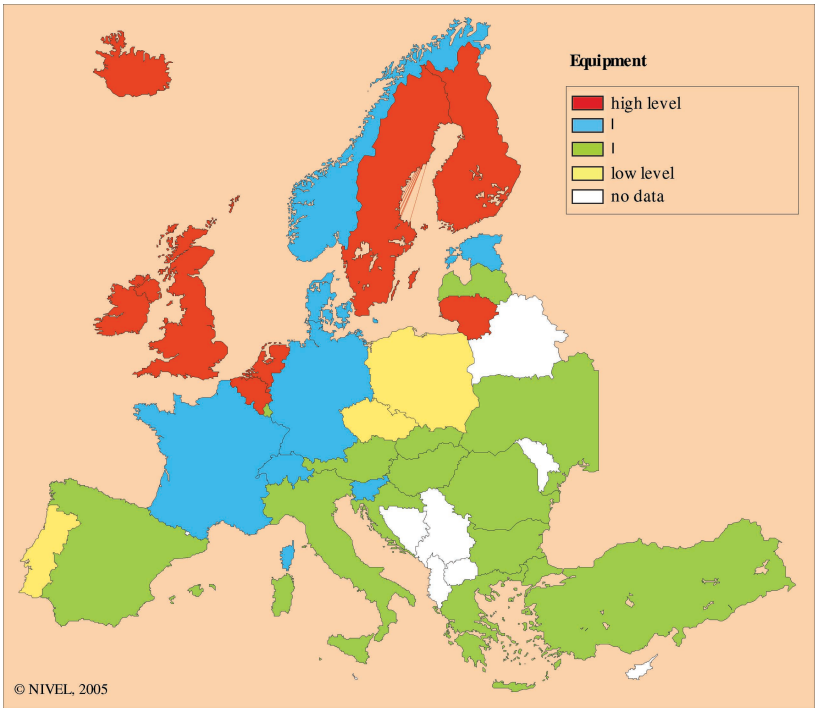 Equipment
high level
I
I
low level
no data
© NIVEL, 2005